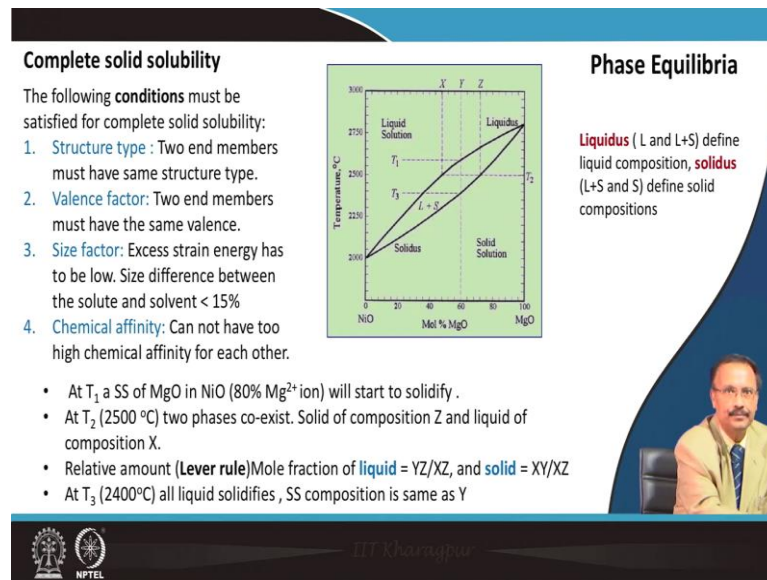 Complete solid solubility
Phase Equilibria
The following conditions must be
satisfied for complete solid solubility:
1. Structure type : Two end members
must have same structure type.
2. Valence factor: Two end members
must have the same valence.
3. Size factor: Excess strain energy has
to be low. Size difference between
the solute and solvent < 15%
4. Chemical affinity: Can not have too
high chemical affinity for each other.
X Y Z
3000
Liquid
Solution
Liquidus
2750
T₁
2500
T₂
T₃
L + S
2250
Solidus
Solid
Solution
2000
Temperature, °C
0 20 40 60 80 100
NiO Mol % MgO MgO
Liquidus ( L and L+S) define
liquid composition, solidus
(L+S and S) define solid
compositions
• At T₁ a SS of MgO in NiO (80% Mg²⁺ ion) will start to solidify .
• At T₂ (2500 °C) two phases co-exist. Solid of composition Z and liquid of
composition X.
• Relative amount (Lever rule)Mole fraction of liquid = YZ/XZ, and solid = XY/XZ
• At T₃ (2400°C) all liquid solidifies , SS composition is same as Y
IIT Kharagpur
NPTEL